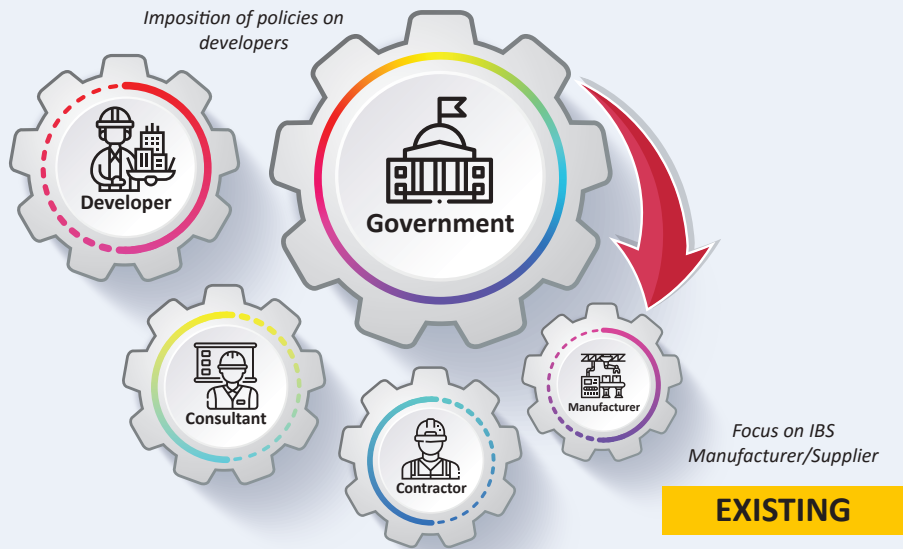 Imposition of policies on
developers
Developer
Government
Consultant
Contractor
Manufacturer
Focus on IBS
Manufacturer/Supplier
EXISTING